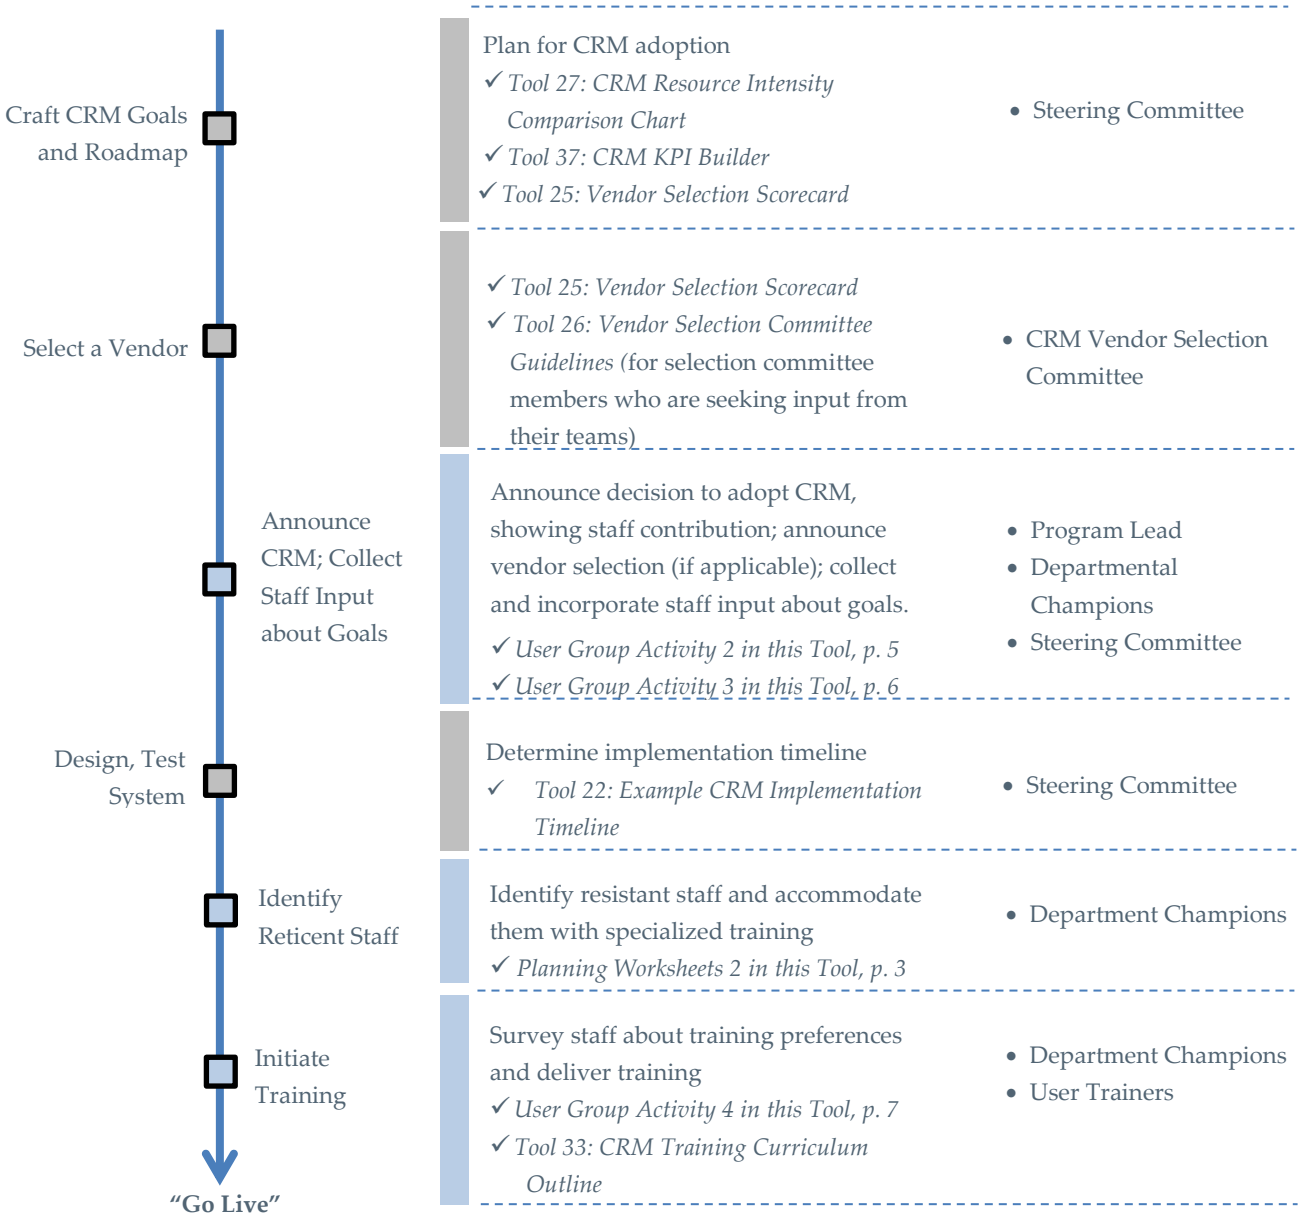 Craft CRM Goals
and Roadmap
Plan for CRM adoption
✓ Tool 27: CRM Resource Intensity
Comparison Chart
✓ Tool 37: CRM KPI Builder
✓ Tool 25: Vendor Selection Scorecard
• Steering Committee
Select a Vendor
✓ Tool 25: Vendor Selection Scorecard
✓ Tool 26: Vendor Selection Committee
Guidelines (for selection committee
members who are seeking input from
their teams)
• CRM Vendor Selection
Committee
Announce
CRM; Collect
Staff Input
about Goals
Announce decision to adopt CRM,
showing staff contribution; announce
vendor selection (if applicable); collect
and incorporate staff input about goals.
✓ User Group Activity 2 in this Tool, p. 5
✓ User Group Activity 3 in this Tool, p. 6
• Program Lead
• Departmental
Champions
• Steering Committee
Design, Test
System
Determine implementation timeline
✓ Tool 22: Example CRM Implementation
Timeline
• Steering Committee
Identify
Reticent Staff
Identify resistant staff and accommodate
them with specialized training
✓ Planning Worksheets 2 in this Tool, p. 3
• Department Champions
Initiate
Training
Survey staff about training preferences
and deliver training
✓ User Group Activity 4 in this Tool, p. 7
✓ Tool 33: CRM Training Curriculum
Outline
• Department Champions
• User Trainers
“Go Live”